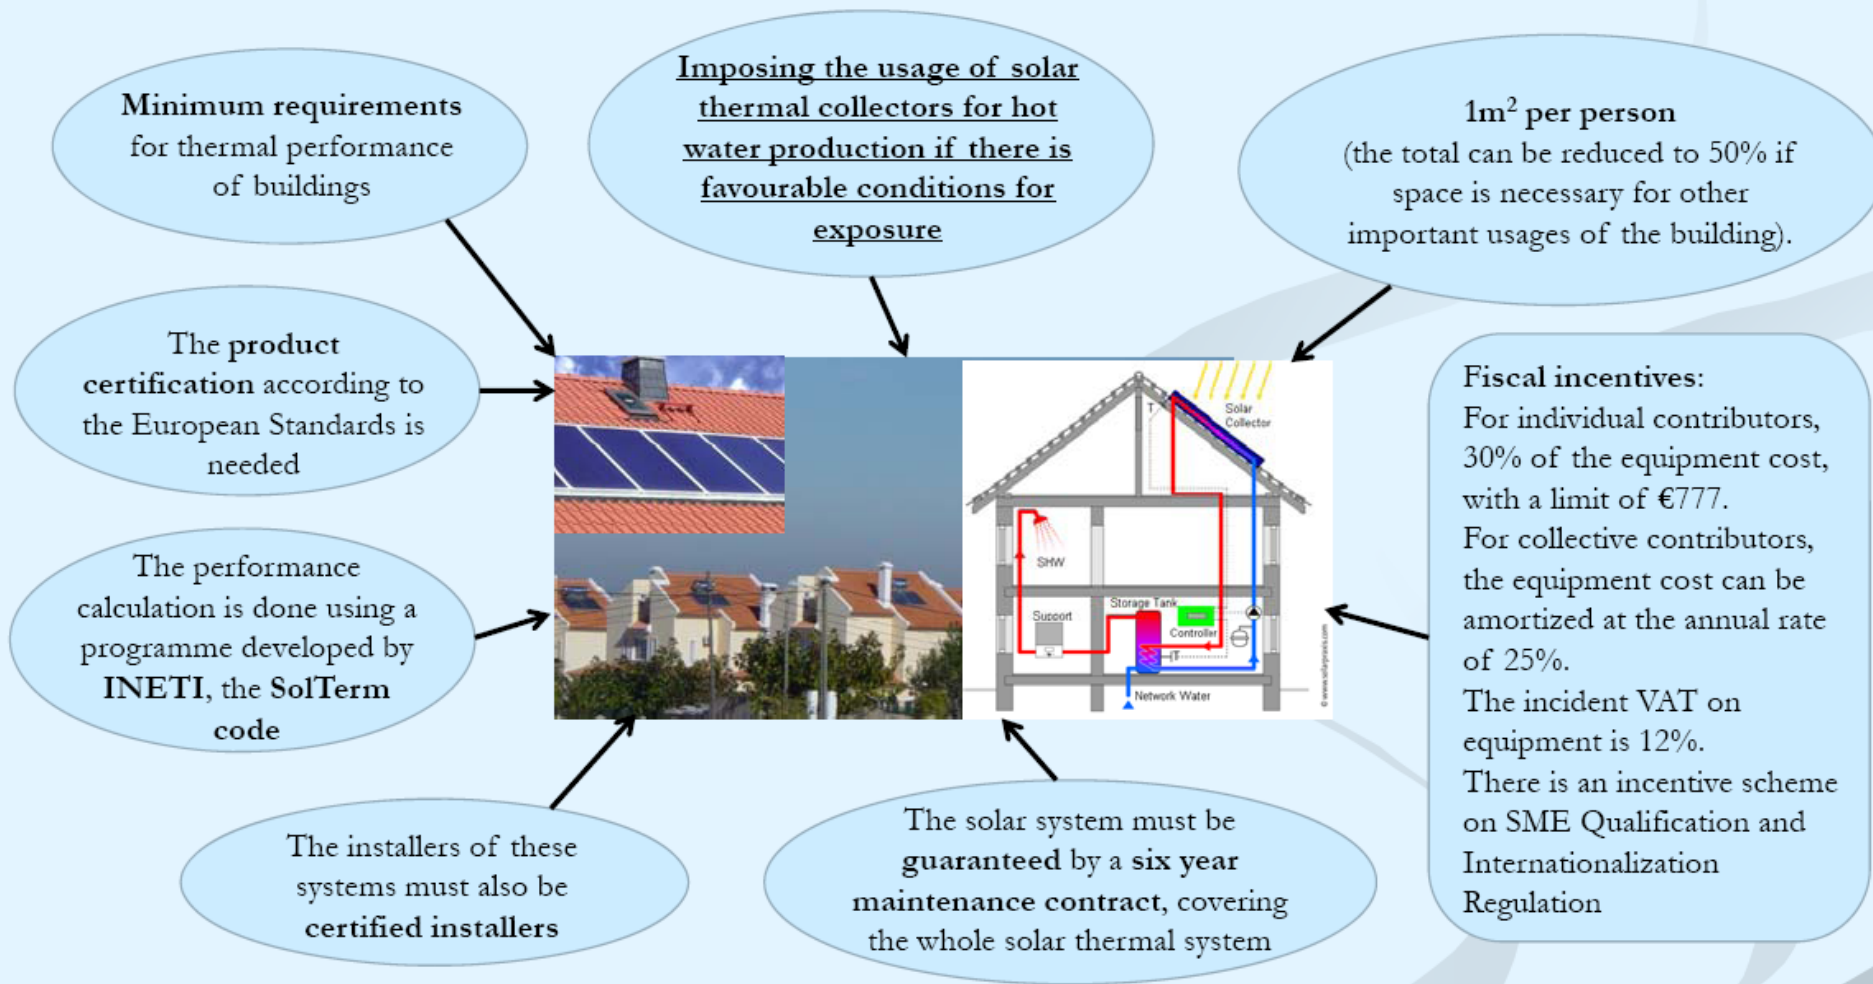 Minimum requirements
for thermal performance
of buildings
Imposing the usage of solar
thermal collectors for hot
water production if there is
favourable conditions for
exposure
1m² per person
(the total can be reduced to 50% if
space is necessary for other
important usages of the building).
The product
certification according to
the European Standards is
needed
The performance
calculation is done using a
programme developed by
INETI, the SolTerm
code
The installers of these
systems must also be
certified installers
The solar system must be
guaranteed by a six year
maintenance contract, covering
the whole solar thermal system
Fiscal incentives:
For individual contributors,
30% of the equipment cost,
with a limit of €777.
For collective contributors,
the equipment cost can be
amortized at the annual rate
of 25%.
The incident VAT on
equipment is 12%.
There is an incentive scheme
on SME Qualification and
Internationalization
Regulation
T
Solar
Collector
SHW
Support
Storage Tank
Controller
T
Network Water
© www.solarpraxis.com